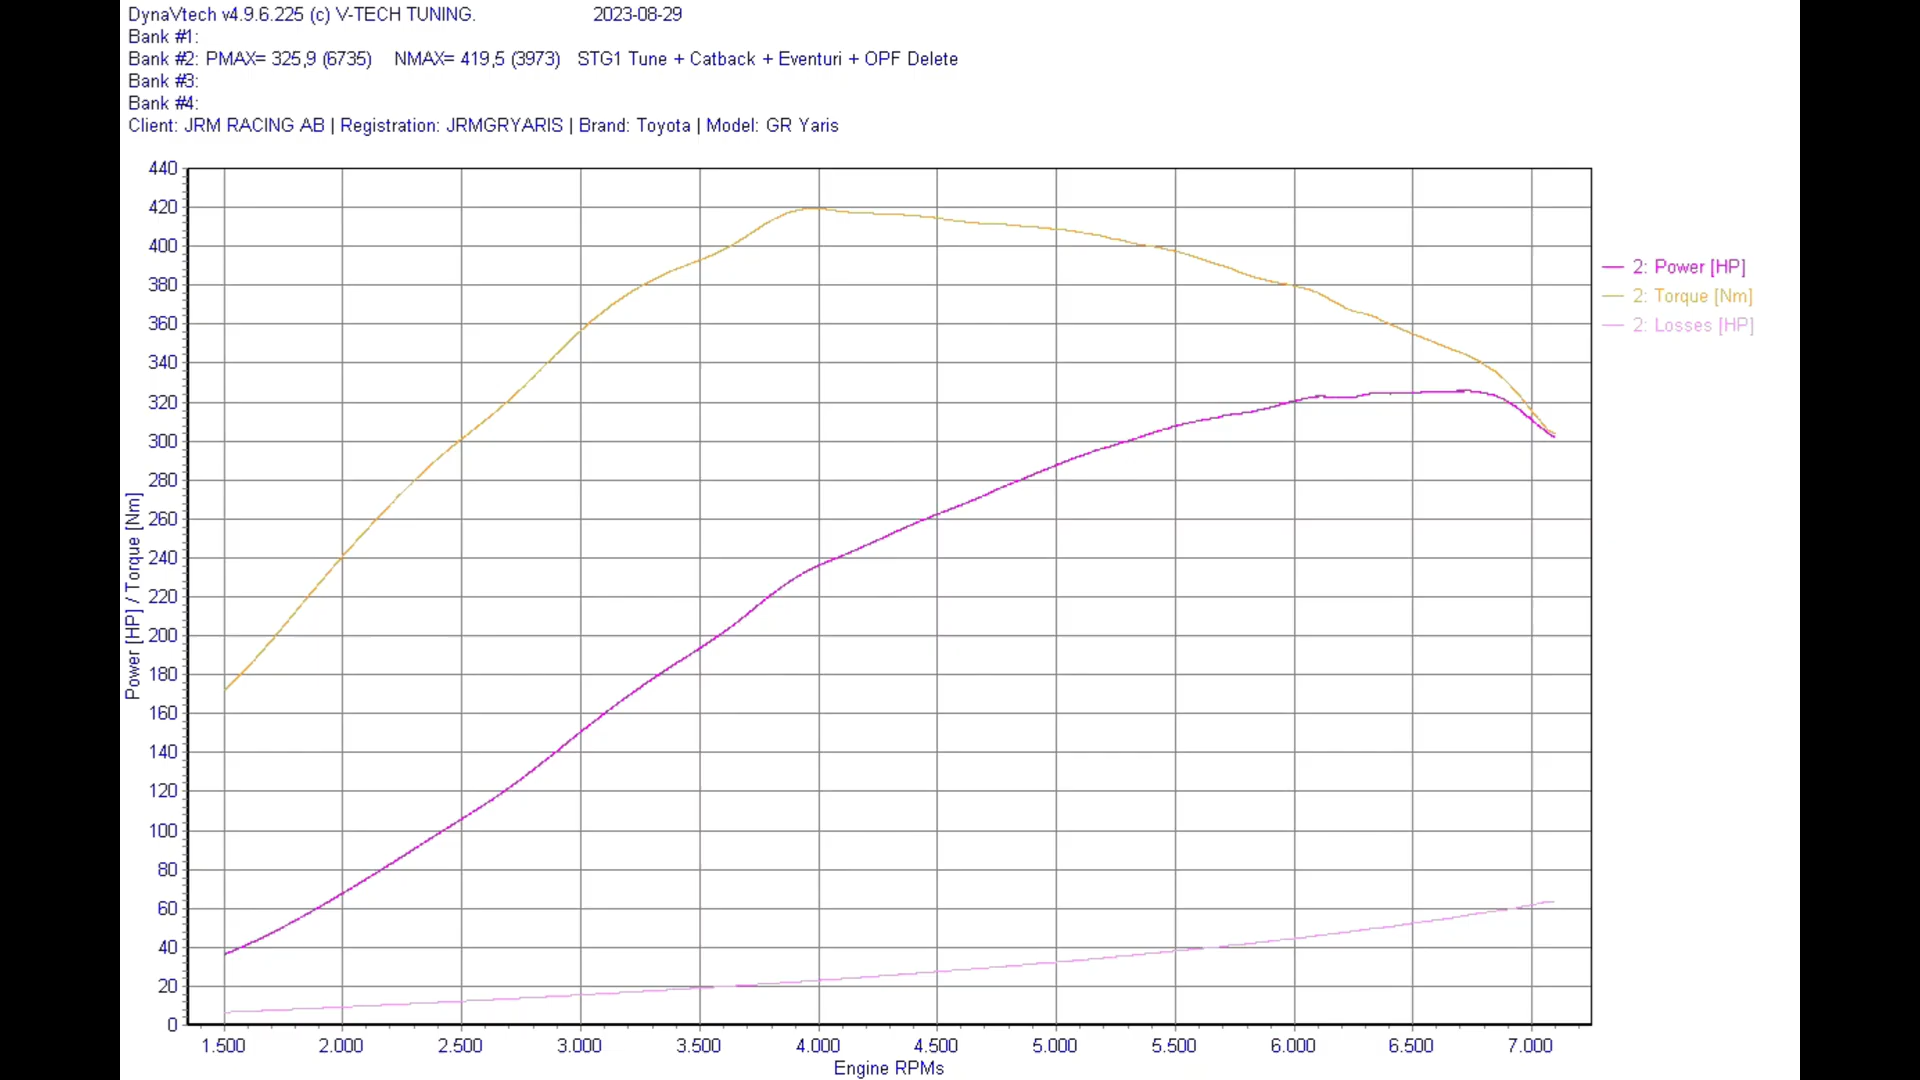 DynaVtech v4.9.6.225 (c) V-TECH TUNING. 2023-08-29
Bank #1:
Bank #2: PMAX= 325,9 (6735) NMAX= 419,5 (3973) STG1 Tune + Catback + Eventuri + OPF Delete
Bank #3:
Bank #4:
Client: JRM RACING AB | Registration: JRMGRYARIS | Brand: Toyota | Model: GR Yaris
440
420
400
380
360
340
320
300
280
260
240
220
200
180
160
140
120
100
80
60
40
20
0
Power [HP] / Torque [Nm]
2: Power [HP]
2: Torque [Nm]
2: Losses [HP]
1.500 2.000 2.500 3.000 3.500 4.000 4.500 5.000 5.500 6.000 6.500 7.000
Engine RPMs